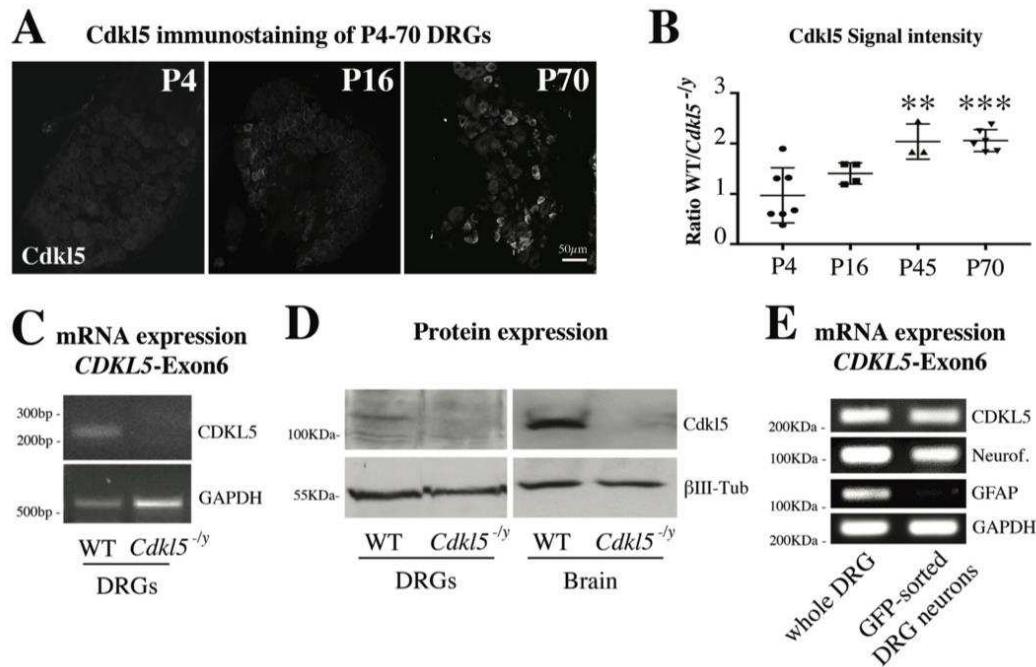 A
Cdkl5 immunostaining of P4-70 DRGs
P4
P16
P70
Cdkl5
50µm
B
Cdkl5 Signal intensity
Ratio WT/Cdkl5 -/y
3
2
1
0
**
***
P4
P16
P45
P70
C
mRNA expression
CDKL5-Exon6
300bp -
200bp -
CDKL5
500bp -
GAPDH
WT
Cdkl5 -/y
DRGs
D
Protein expression
100KDa-
Cdkl5
55KDa-
βIII-Tub
WT
Cdkl5 -/y
WT
Cdkl5 -/y
DRGs
Brain
E
mRNA expression
CDKL5-Exon6
200KDa -
CDKL5
100KDa -
Neurof.
100KDa -
GFAP
200KDa -
GAPDH
whole DRG
GFP-sorted
DRG neurons